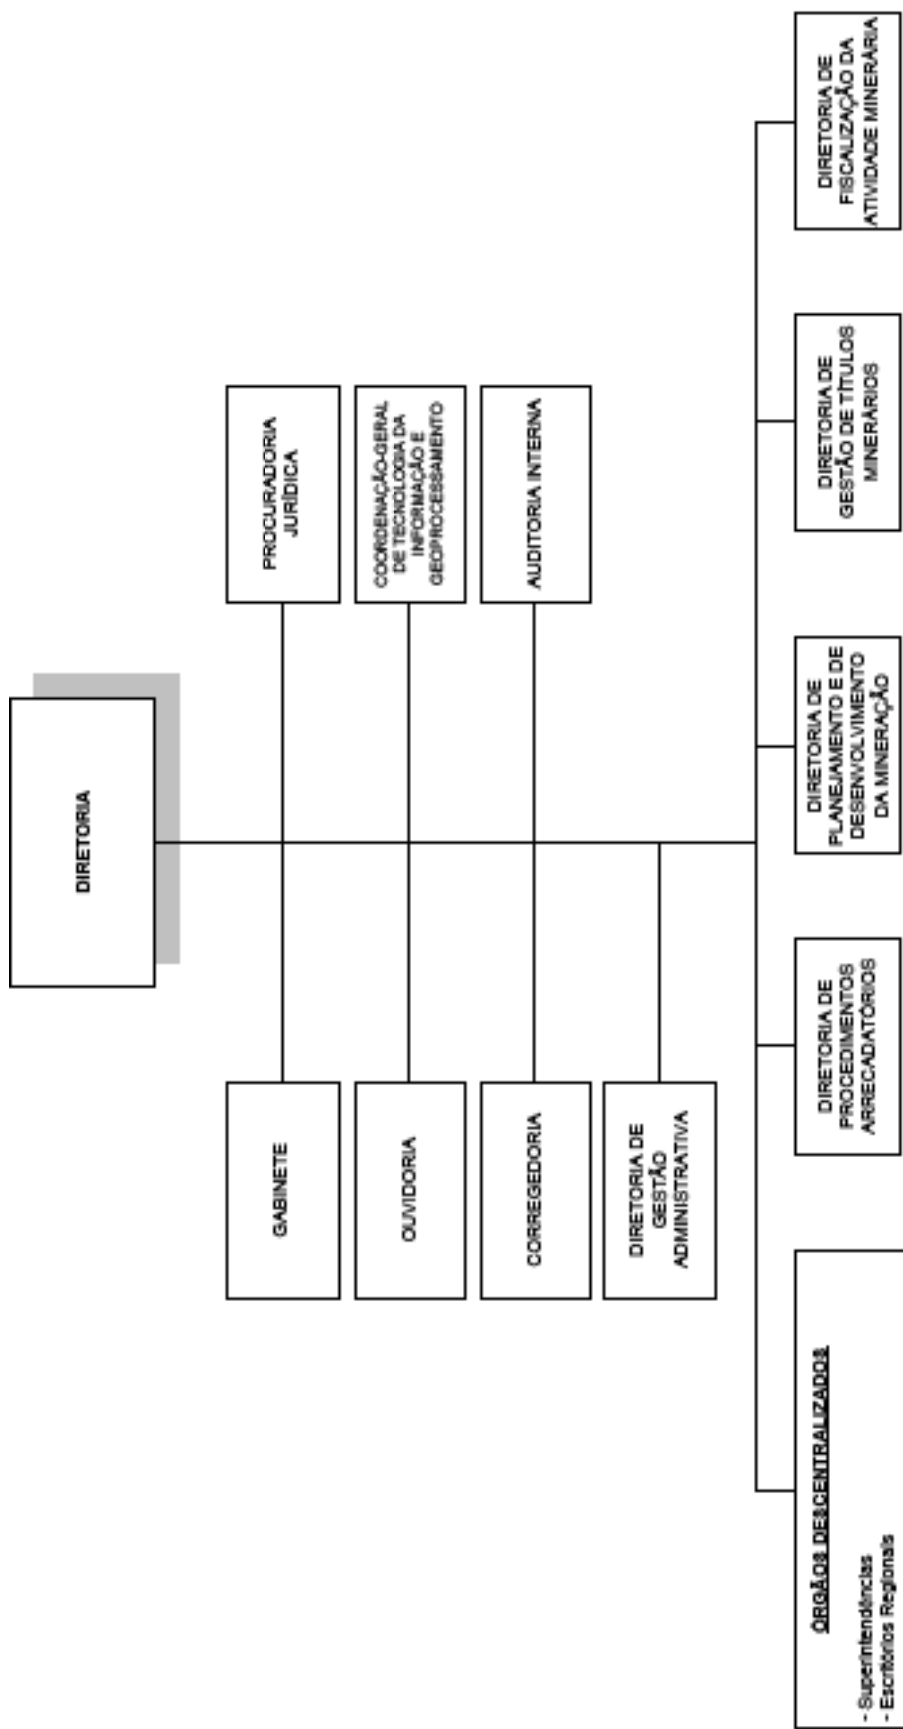 DIRETORIA
GABINETE
PROCURADORIA
JURÍDICA
OUVIDORIA
COORDENAÇÃO-GERAL
DE TECNOLOGIA DA
INFORMAÇÃO E
GEOPROCESSAMENTO
CORREGEDORIA
AUDITORIA INTERNA
DIRETORIA DE
GESTÃO
ADMINISTRATIVA
ÓRGÃOS DESCENTRALIZADOS
- Superintendências
- Escritórios Regionais
DIRETORIA DE
PROCEDIMENTOS
ARRECADATÓRIOS
DIRETORIA DE
PLANEJAMENTO E DE
DESENVOLVIMENTO
DA MINERAÇÃO
DIRETORIA DE
GESTÃO DE TÍTULOS
MINERÁRIOS
DIRETORIA DE
FISCALIZAÇÃO DA
ATIVIDADE MINERÁRIA